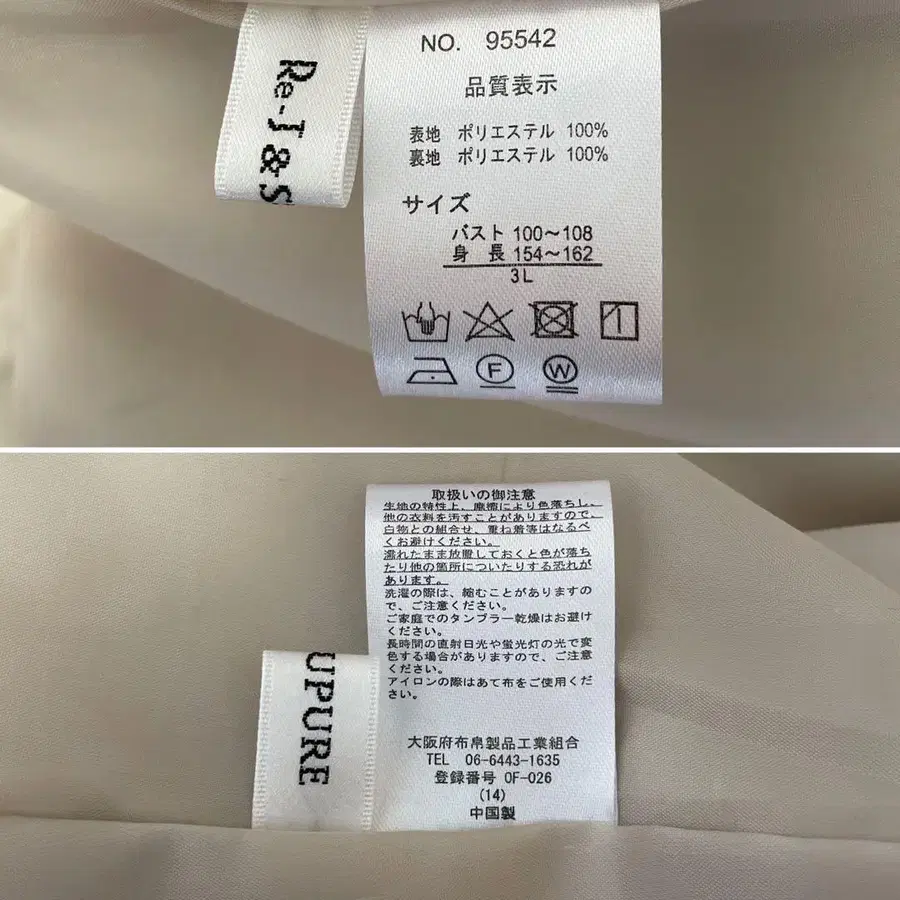 Re-J&S
NO. 95542
品質表示
表地 ポリエステル 100%
裏地 ポリエステル 100%
サイズ
バスト 100～108
身 長 154～162
3L
F
W
取扱いの御注意
生地の特性上、摩擦により色落ちし、
他の衣料を汚すことがありますので、
白物との組合せ、重ね着等はなるべ
くお避けください。
濡れたまま放置しておくと色が落ち
たり他の箇所についたりする恐れが
あります。
洗濯の際は、縮むことがありますの
で、ご注意ください。
ご家庭でのタンブラー乾燥はお避け
ください。
長時間の直射日光や蛍光灯の光で変
色する場合がありますので、ご注意
ください。
アイロンの際はあて布をご使用くだ
さい。
UPURE
大阪府布帛製品工業組合
TEL 06-6443-1635
登録番号 OF-026
(14)
中国製